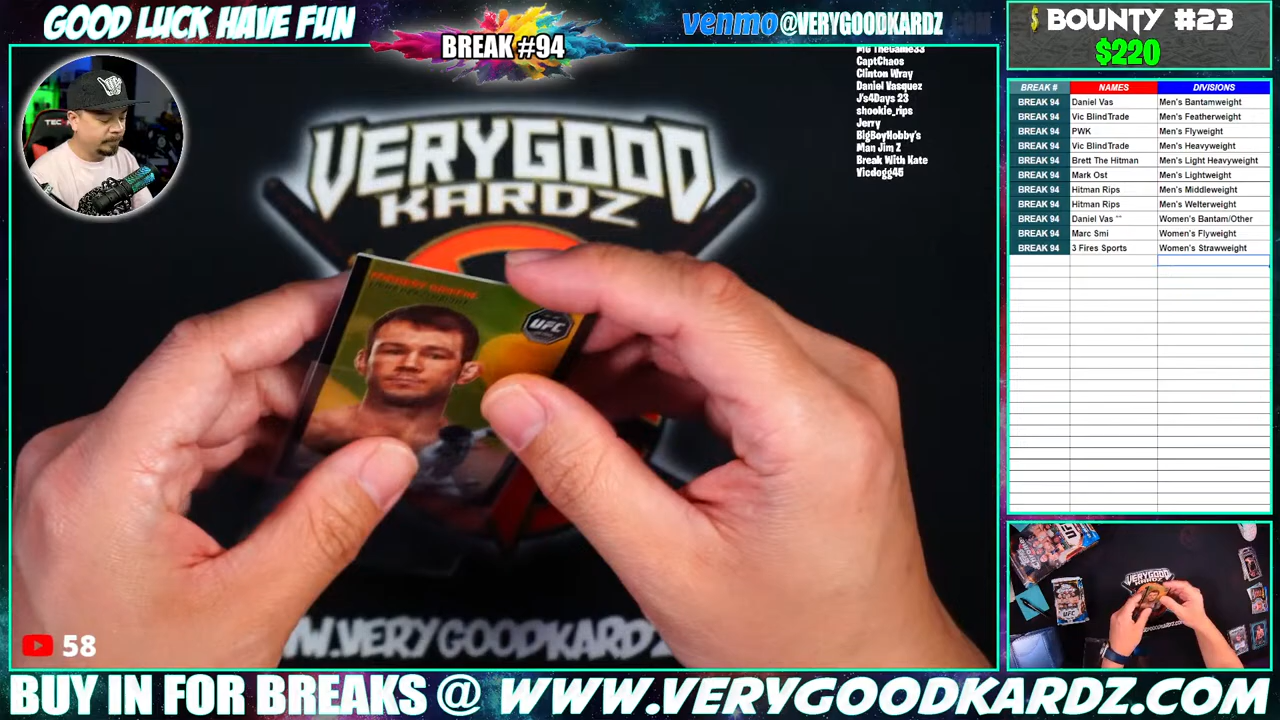 GOOD LUCK HAVE FUN
BREAK #94
venmo@VERYGOODKARDZ
$ BOUNTY #23
$220
MC TheGame33
CaptChaos
Clinton Wray
Daniel Vasquez
J's4Days 23
shookie_rips
Jerry
BigBoyHobby's
Man Jim Z
Break With Kate
Vicdogg45
BREAK # NAMES DIVISIONS
BREAK 94 Daniel Vas Men's Bantamweight
BREAK 94 Vic BlindTrade Men's Featherweight
BREAK 94 PWK Men's Flyweight
BREAK 94 Vic BlindTrade Men's Heavyweight
BREAK 94 Brett The Hitman Men's Light Heavyweight
BREAK 94 Mark Ost Men's Lightweight
BREAK 94 Hitman Rips Men's Middleweight
BREAK 94 Hitman Rips Men's Welterweight
BREAK 94 Daniel Vas ** Women's Bantam/Other
BREAK 94 Marc Smi Women's Flyweight
BREAK 94 3 Fires Sports Women's Strawweight
VERYGOOD
KARDZ
UFC
W.VERYGOODKARDZ
58
BUY IN FOR BREAKS @ WWW.VERYGOODKARDZ.COM